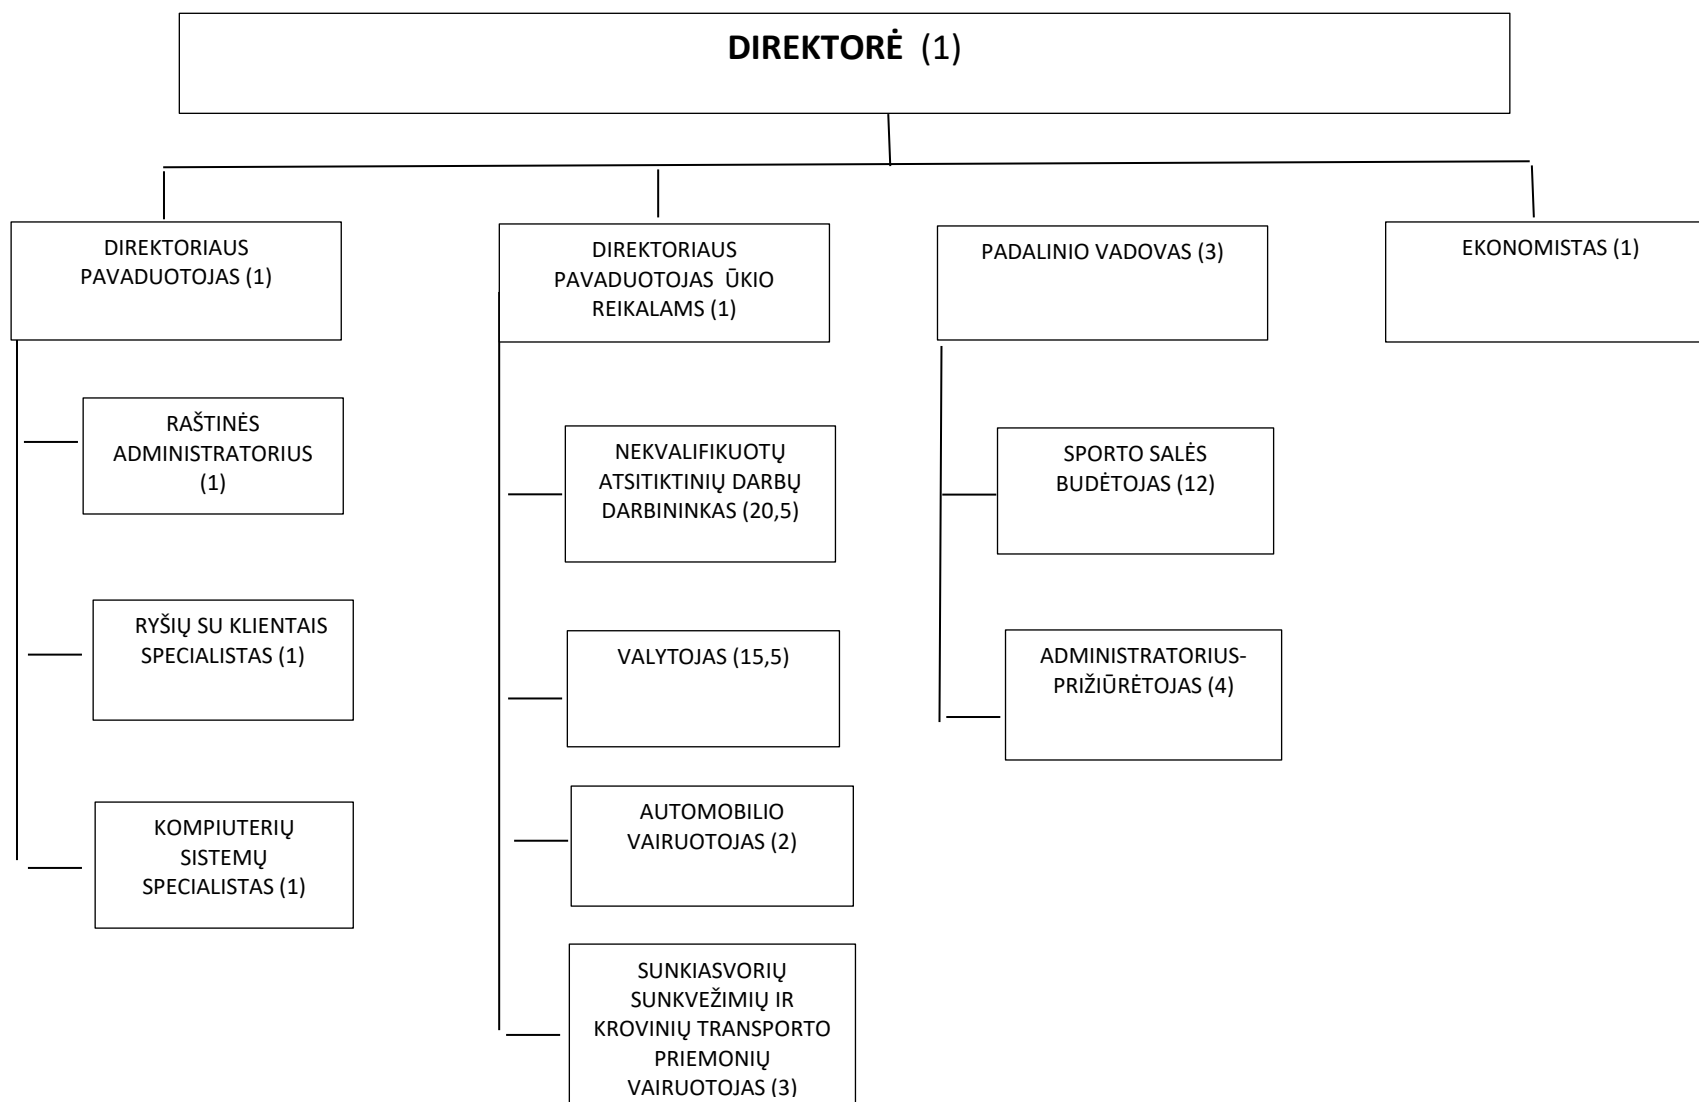 DIREKTORĖ (1)
DIREKTORIAUS
PAVADUOTOJAS (1)
DIREKTORIAUS
PAVADUOTOJAS ŪKIO
REIKALAMS (1)
PADALINIO VADOVAS (3)
EKONOMISTAS (1)
RAŠTINĖS
ADMINISTRATORIUS
(1)
RYŠIŲ SU KLIENTAIS
SPECIALISTAS (1)
KOMPIUTERIŲ
SISTEMŲ
SPECIALISTAS (1)
NEKVALIFIKUOTŲ
ATSITIKTINIŲ DARBŲ
DARBININKAS (20,5)
VALYTOJAS (15,5)
AUTOMOBILIO
VAIRUOTOJAS (2)
SUNKIASVORIŲ
SUNKVEŽIMIŲ IR
KROVINIŲ TRANSPORTO
PRIEMONIŲ
VAIRUOTOJAS (3)
SPORTO SALĖS
BUDĖTOJAS (12)
ADMINISTRATORIUS-
PRIŽIŪRĖTOJAS (4)